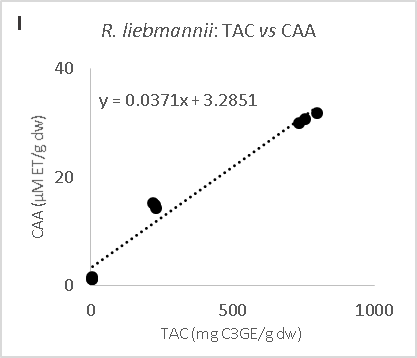 I
R. liebmannii: TAC vs CAA
40
y = 0.0371x + 3.2851
CAA (µM ET/g dw)
20
0
0 500 1000
TAC (mg C3GE/g dw)